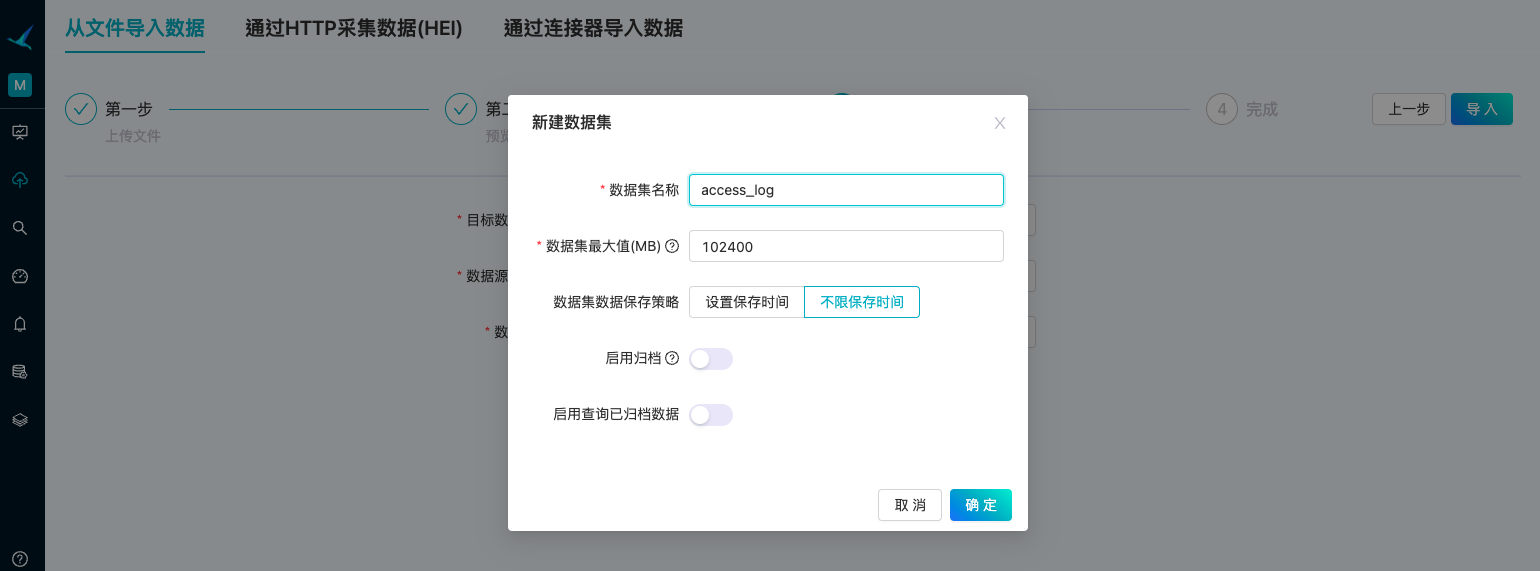 从文件导入数据 通过HTTP采集数据(HEI) 通过连接器导入数据
M
第一步 第二 4 完成 上一步 导 入
上传文件 预览
新建数据集
* 数据集名称 access_log
* 目标数
* 数据集最大值(MB) ? 102400
* 数据源
数据集数据保存策略 设置保存时间 不限保存时间
* 数
启用归档 ?
启用查询已归档数据
取 消 确 定
?